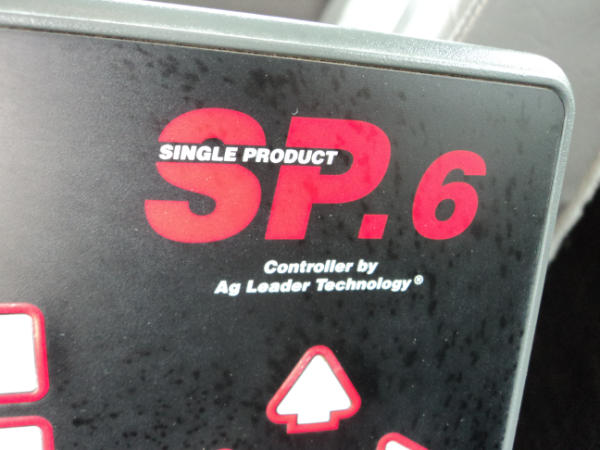 SP.6
SINGLE PRODUCT
Controller by
Ag Leader Technology®